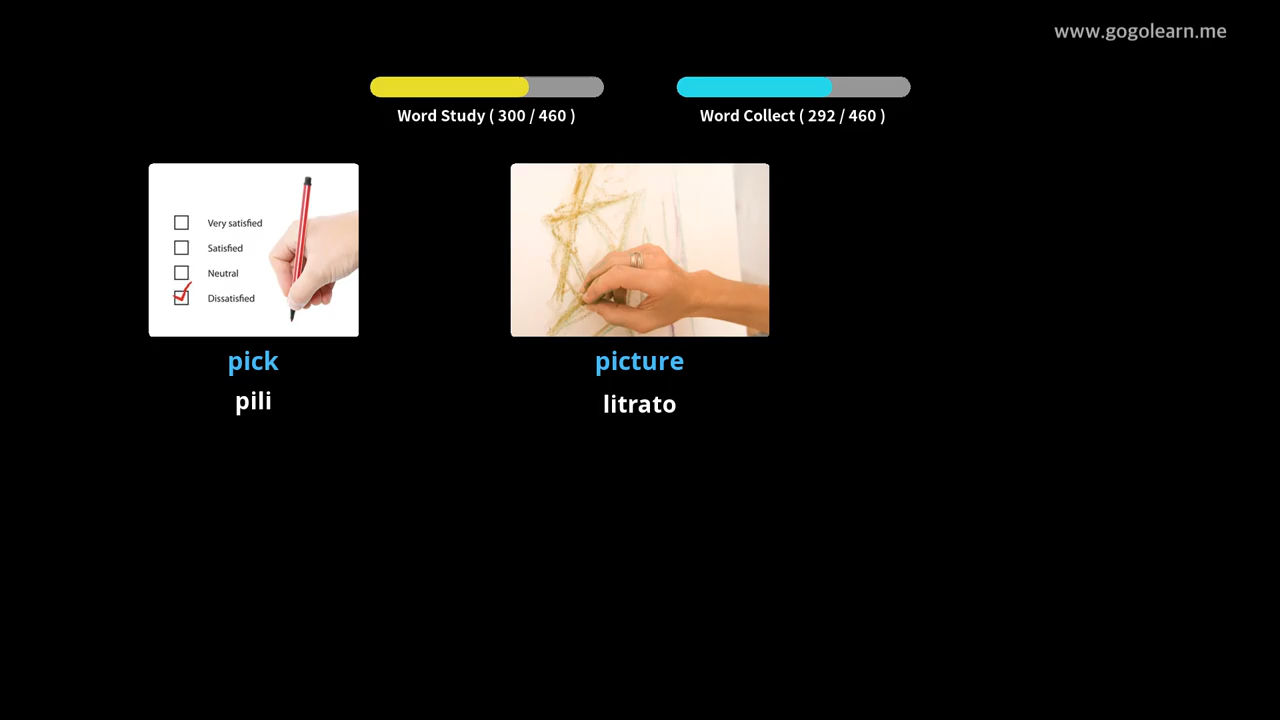 www.gogolearn.me
Word Study ( 300 / 460 )
Word Collect ( 292 / 460 )
Very satisfied
Satisfied
Neutral
Dissatisfied
pick
pili
picture
litrato